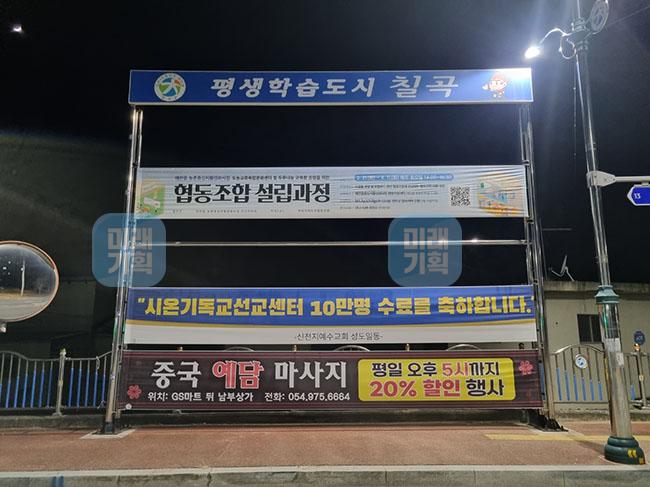 평생학습도시 칠곡
협동조합 설립과정
미래
기획
미래
기획
"시온기독교선교센터 10만명 수료를 축하합니다.
-신천지예수교회 성도일동-
중국 예담 마사지
위치: GS마트 뒤 남부상가 전화: 054.975.6664
평일 오후 5시까지
20% 할인 행사
13